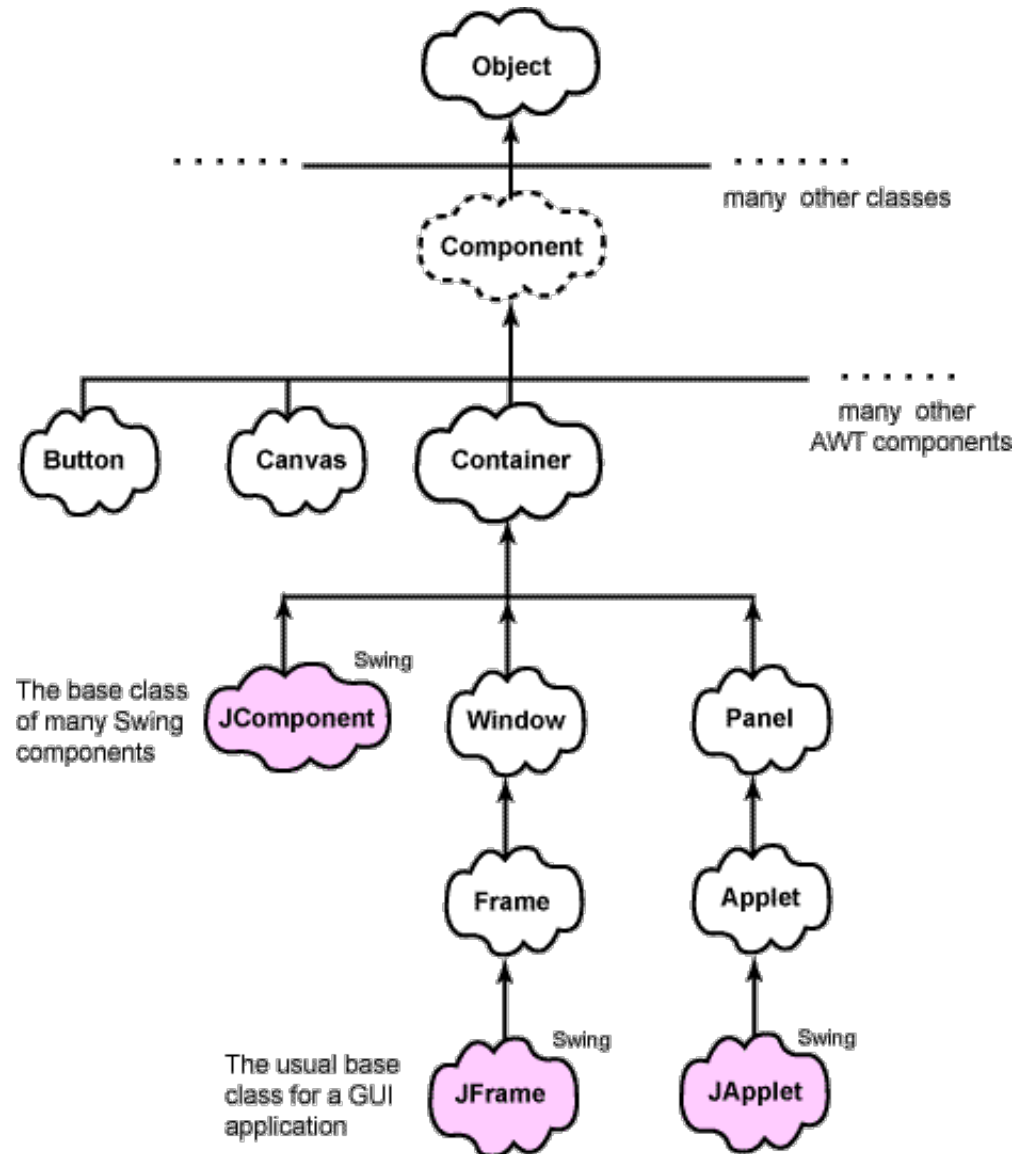 Object
many other classes
Component
many other
AWT components
Button
Canvas
Container
Swing
The base class
of many Swing
components
JComponent
Window
Panel
Frame
Applet
Swing
Swing
The usual base
class for a GUI
application
JFrame
JApplet